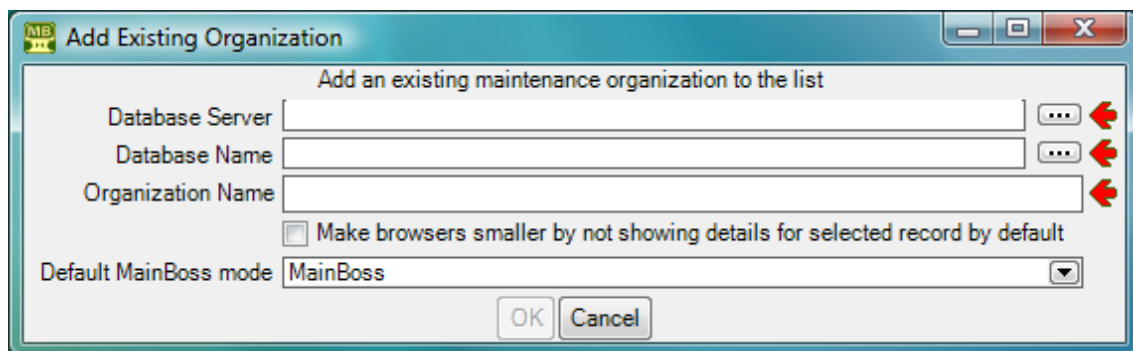 MB Add Existing Organization
Add an existing maintenance organization to the list
Database Server
Database Name
Organization Name
Make browsers smaller by not showing details for selected record by default
Default MainBoss mode MainBoss
OK Cancel